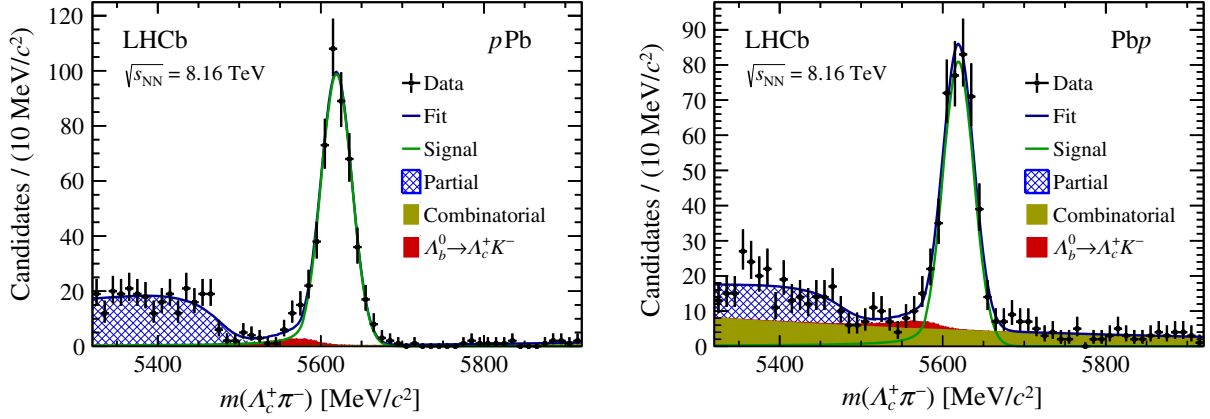 LHCb pPb
√sNN = 8.16 TeV
Data
Fit
Signal
Partial
Combinatorial
Λb0→Λc+K−
Candidates / (10 MeV/c2)
0 20 40 60 80 100 120
5400 5600 5800
m(Λc+π−) [MeV/c2]
LHCb Pbp
√sNN = 8.16 TeV
Data
Fit
Signal
Partial
Combinatorial
Λb0→Λc+K−
Candidates / (10 MeV/c2)
0 10 20 30 40 50 60 70 80 90
5400 5600 5800
m(Λc+π−) [MeV/c2]